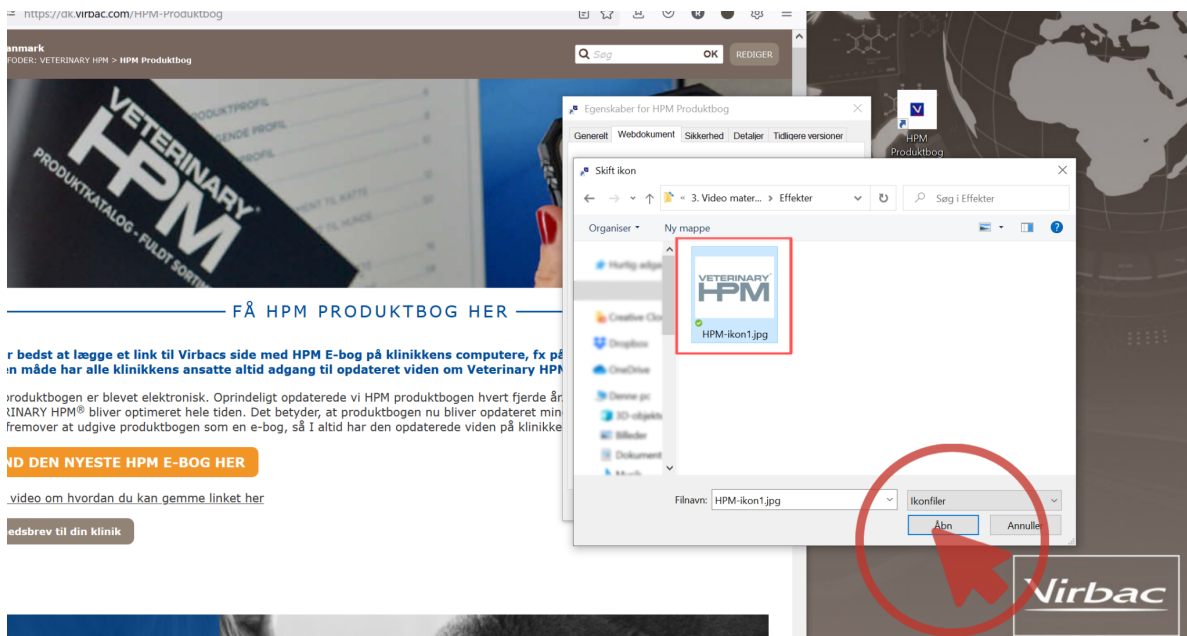 https://dk.virbac.com/HPM-Produktbog
anmark
FODER: VETERINARY HPM > HPM Produktbog
Søg
OK
REDIGER
PRODUKTPROFIL
VETERINARY
HPM
PRODUKTKATALOG - FULDT
FÅ HPM PRODUKTBOG HER
r bedst at lægge et link til Virbacs side med HPM E-bog på klinikkens computere, fx på
en måde har alle klinikkens ansatte altid adgang til opdateret viden om Veterinary HPM
produktbogen er blevet elektronisk. Oprindeligt opdaterede vi HPM produktbogen hvert fjerde år.
RINARY HPM® bliver optimeret hele tiden. Det betyder, at produktbogen nu bliver opdateret min
fremover at udgive produktbogen som en e-bog, så I altid har den opdaterede viden på klinikke
ND DEN NYESTE HPM E-BOG HER
video om hvordan du kan gemme linket her
edsbrev til din klinik
Egenskaber for HPM Produktbog
Generelt Webdokument Sikkerhed Detaljer Tidligere versioner
Skift ikon
« 3. Video mater... > Effekter
Søg i Effekter
Organiser
Ny mappe
Hurtig adga
Creative Clo
Dropbox
OneDrive
Denne pc
3D-objekte
Billeder
Dokument
VETERINARY
HPM
HPM-ikon1.jpg
Filnavn: HPM-ikon1.jpg
Ikonfiler
Åbn
Annuller
HPM
Produktbog
Virbac